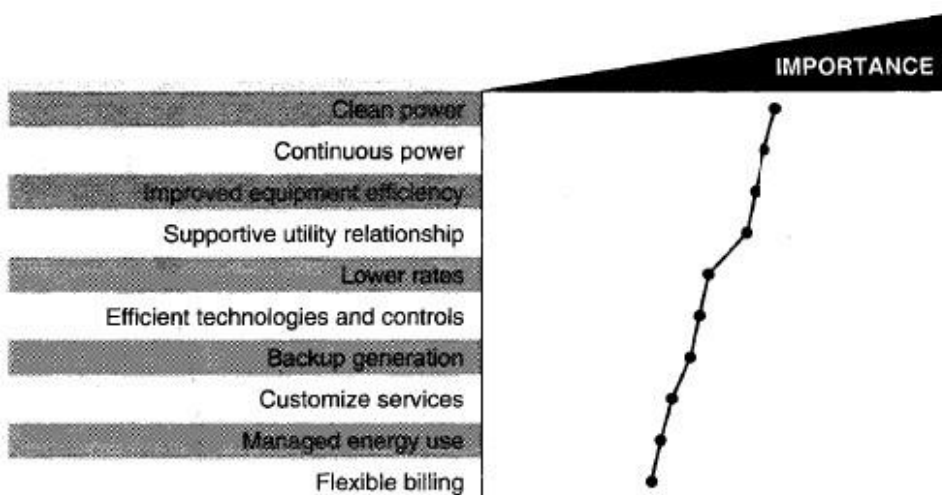 IMPORTANCE
Clean power
Continuous power
Improved equipment efficiency
Supportive utility relationship
Lower rates
Efficient technologies and controls
Backup generation
Customize services
Managed energy use
Flexible billing